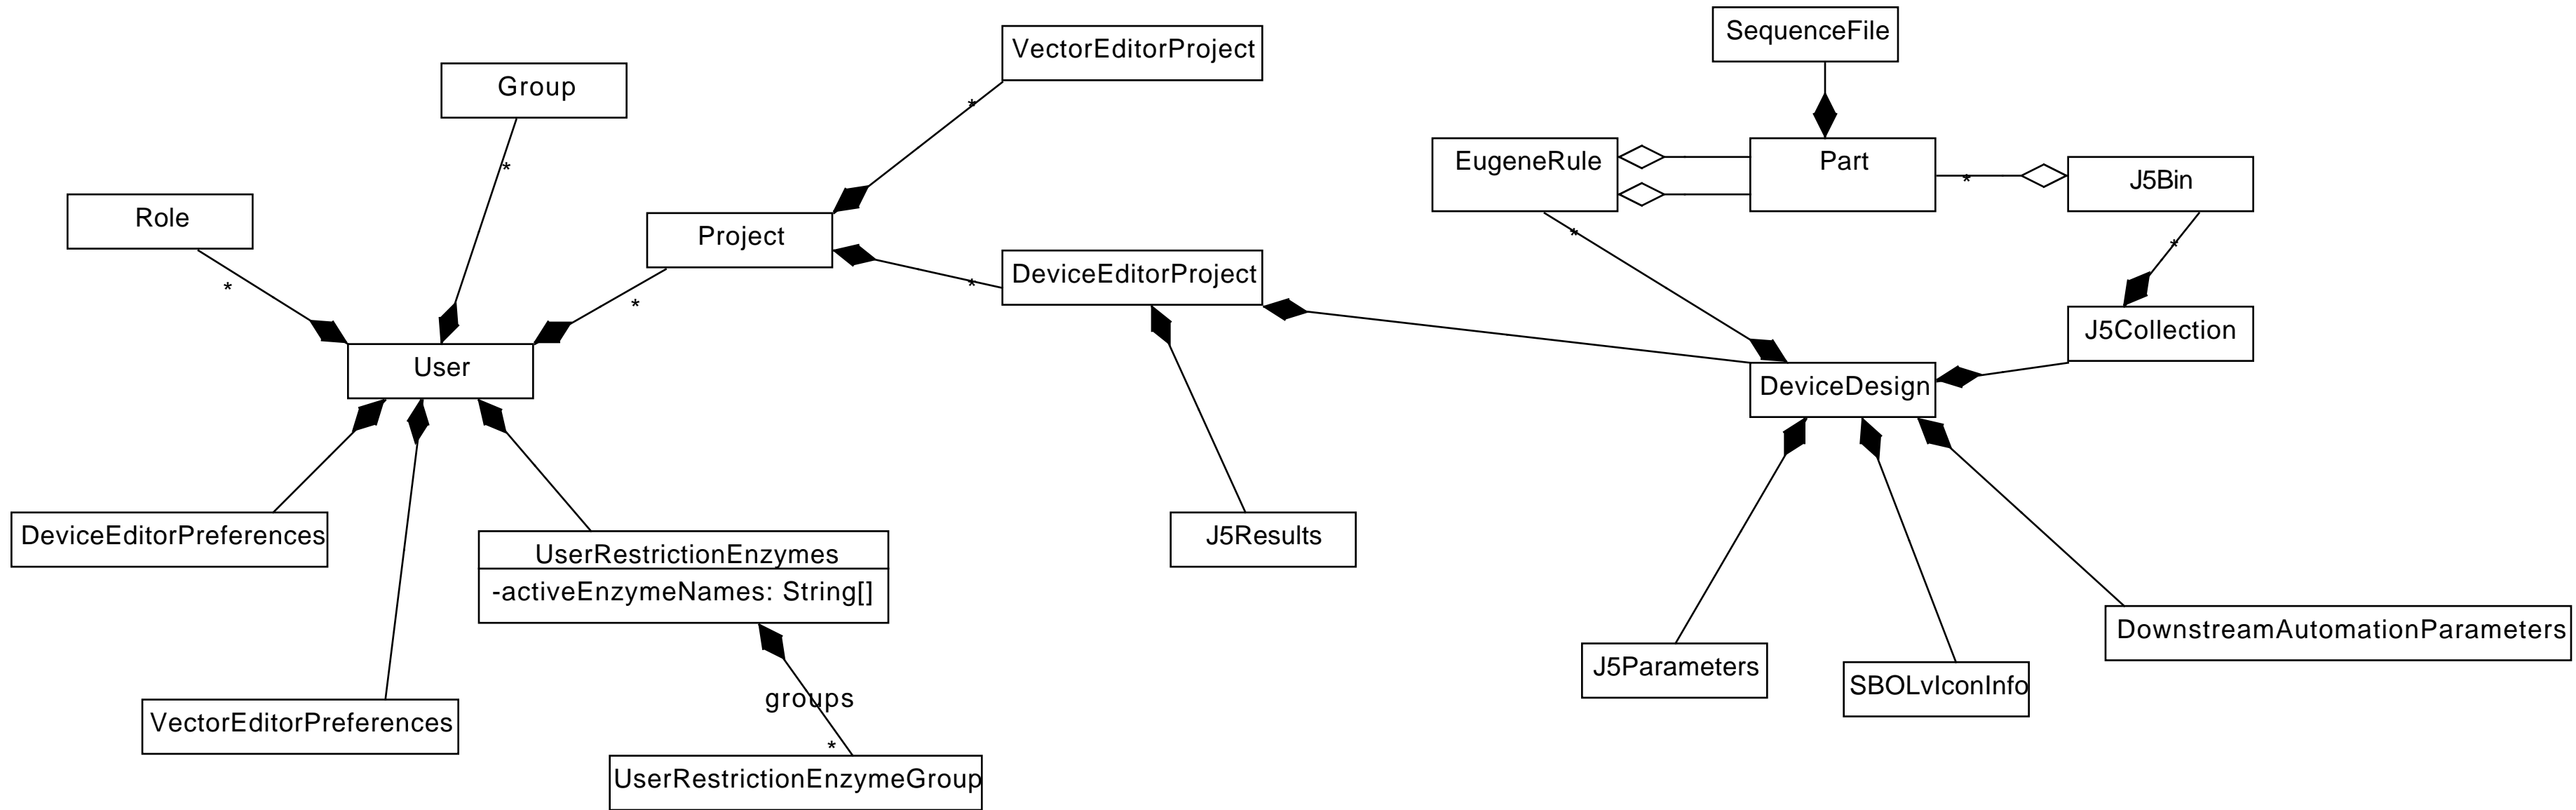 SequenceFile
VectorEditorProject
Group
*
EugeneRule
Part
*
J5Bin
*
Role
Project
*
*
DeviceEditorProject
*
*
*
*
J5Collection
User
DeviceDesign
DeviceEditorPreferences
UserRestrictionEnzymes
-activeEnzymeNames: String[]
J5Results
DownstreamAutomationParameters
J5Parameters
SBOLvIconInfo
groups
VectorEditorPreferences
*
UserRestrictionEnzymeGroup